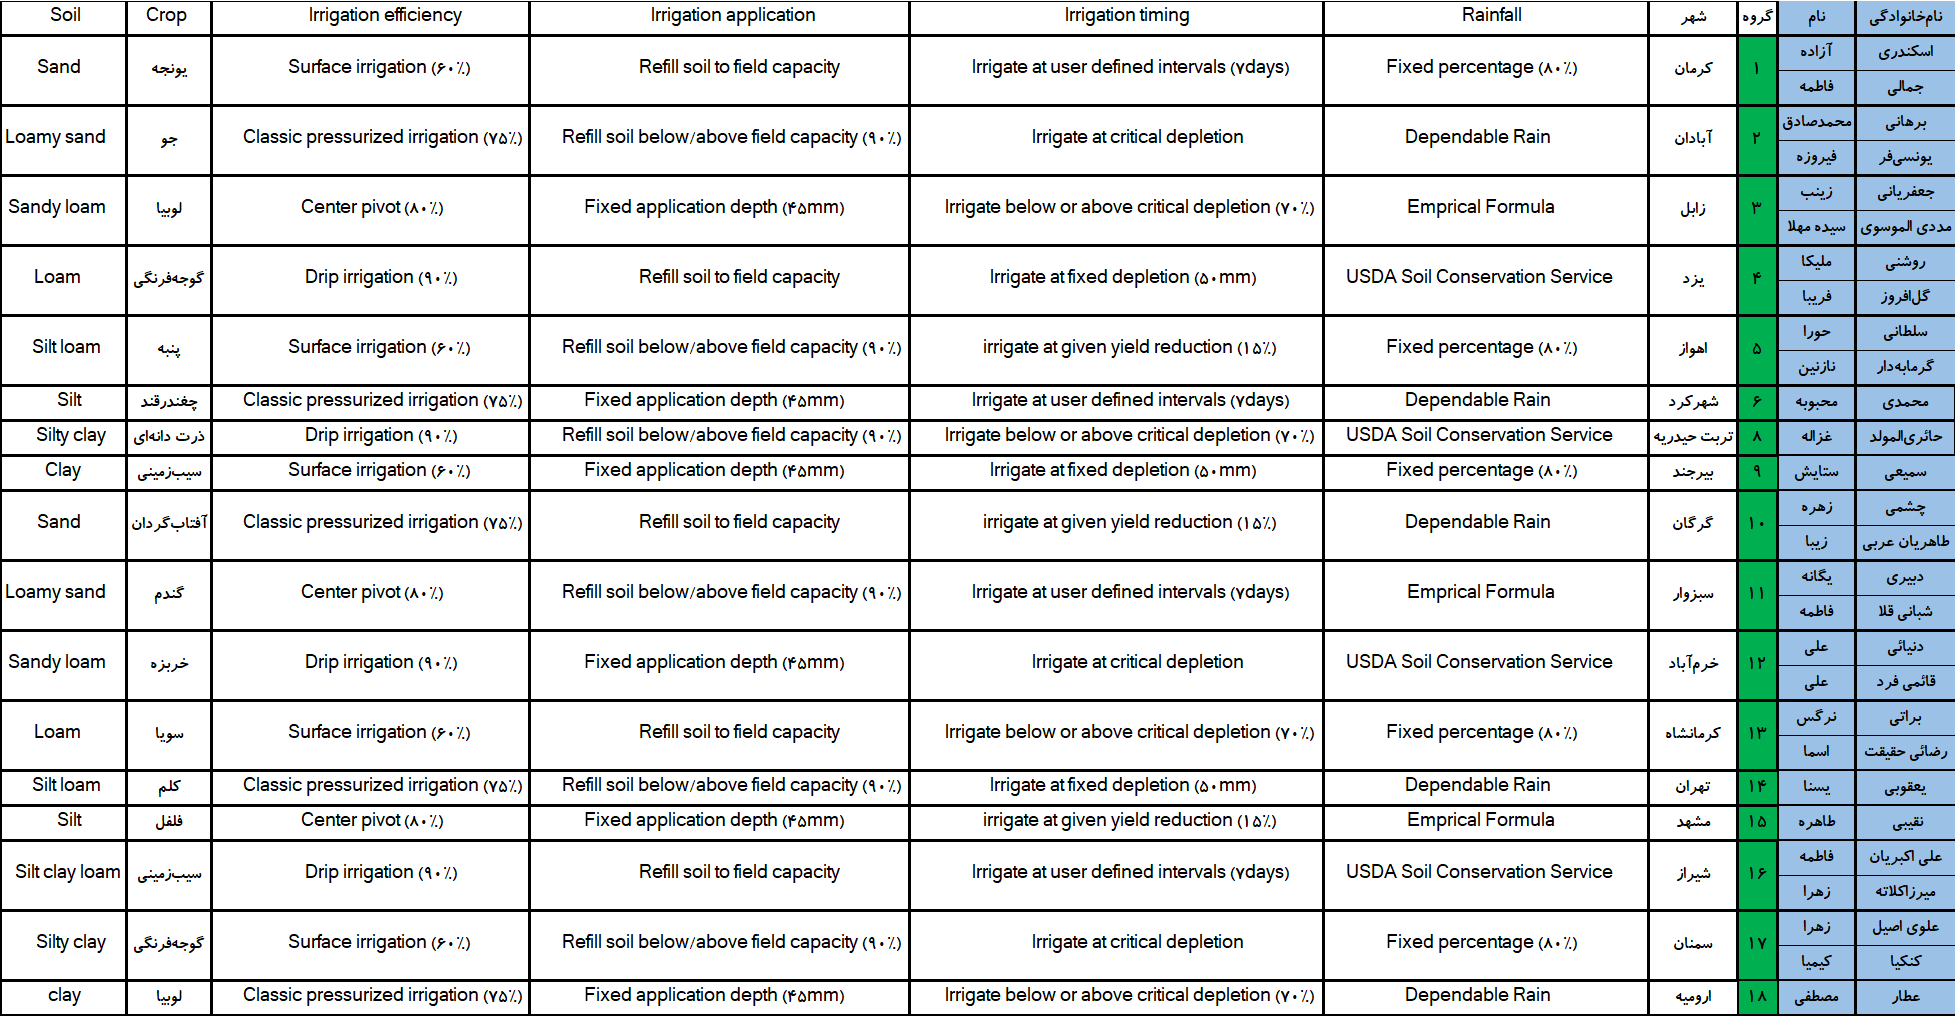 Soil Crop Irrigation efficiency Irrigation application Irrigation timing Rainfall شهر گروه نام نام‌خانوادگی
Sand یونجه Surface irrigation (۶۰٪) Refill soil to field capacity Irrigate at user defined intervals (۷days) Fixed percentage (۸۰٪) کرمان ۱ آزاده اسکندری
فاطمه جمالی
Loamy sand جو Classic pressurized irrigation (۷۵٪) Refill soil below/above field capacity (۹۰٪) Irrigate at critical depletion Dependable Rain آبادان ۲ محمدصادق برهانی
فیروزه یونسی‌فر
Sandy loam لوبیا Center pivot (۸۰٪) Fixed application depth (۴۵mm) Irrigate below or above critical depletion (۷۰٪) Emprical Formula زابل ۳ زینب جعفریانی
سیده مهلا مددی الموسوی
Loam گوجه‌فرنگی Drip irrigation (۹۰٪) Refill soil to field capacity Irrigate at fixed depletion (۵۰mm) USDA Soil Conservation Service یزد ۴ ملیکا روشنی
فریبا گل‌افروز
Silt loam پنبه Surface irrigation (۶۰٪) Refill soil below/above field capacity (۹۰٪) irrigate at given yield reduction (۱۵٪) Fixed percentage (۸۰٪) اهواز ۵ حورا سلطانی
نازنین گرمابه‌دار
Silt چغندرقند Classic pressurized irrigation (۷۵٪) Fixed application depth (۴۵mm) Irrigate at user defined intervals (۷days) Dependable Rain شهرکرد ۶ محبوبه محمدی
Silty clay ذرت دانه‌ای Drip irrigation (۹۰٪) Refill soil below/above field capacity (۹۰٪) Irrigate below or above critical depletion (۷۰٪) USDA Soil Conservation Service تربت حیدریه ۸ غزاله حائری‌المولد
Clay سیب‌زمینی Surface irrigation (۶۰٪) Fixed application depth (۴۵mm) Irrigate at fixed depletion (۵۰mm) Fixed percentage (۸۰٪) بیرجند ۹ ستایش سمیعی
Sand آفتاب‌گردان Classic pressurized irrigation (۷۵٪) Refill soil to field capacity irrigate at given yield reduction (۱۵٪) Dependable Rain گرگان ۱۰ زهره چشمی
زیبا طاهریان عربی
Loamy sand گندم Center pivot (۸۰٪) Refill soil below/above field capacity (۹۰٪) Irrigate at user defined intervals (۷days) Emprical Formula سبزوار ۱۱ یگانه دبیری
فاطمه شبانی قلا
Sandy loam خربزه Drip irrigation (۹۰٪) Fixed application depth (۴۵mm) Irrigate at critical depletion USDA Soil Conservation Service خرم‌آباد ۱۲ علی دنیائی
علی قائمی فرد
Loam سویا Surface irrigation (۶۰٪) Refill soil to field capacity Irrigate below or above critical depletion (۷۰٪) Fixed percentage (۸۰٪) کرمانشاه ۱۳ نرگس براتی
اسما رضائی حقیقت
Silt loam کلم Classic pressurized irrigation (۷۵٪) Refill soil below/above field capacity (۹۰٪) Irrigate at fixed depletion (۵۰mm) Dependable Rain تهران ۱۴ یسنا یعقوبی
Silt فلفل Center pivot (۸۰٪) Fixed application depth (۴۵mm) irrigate at given yield reduction (۱۵٪) Emprical Formula مشهد ۱۵ طاهره نقیبی
Silt clay loam سیب‌زمینی Drip irrigation (۹۰٪) Refill soil to field capacity Irrigate at user defined intervals (۷days) USDA Soil Conservation Service شیراز ۱۶ فاطمه علی اکبریان
زهرا میرزاکلاته
Silty clay گوجه‌فرنگی Surface irrigation (۶۰٪) Refill soil below/above field capacity (۹۰٪) Irrigate at critical depletion Fixed percentage (۸۰٪) سمنان ۱۷ زهرا علوی اصیل
کیمیا کنکیا
clay لوبیا Classic pressurized irrigation (۷۵٪) Fixed application depth (۴۵mm) Irrigate below or above critical depletion (۷۰٪) Dependable Rain ارومیه ۱۸ مصطفی عطار